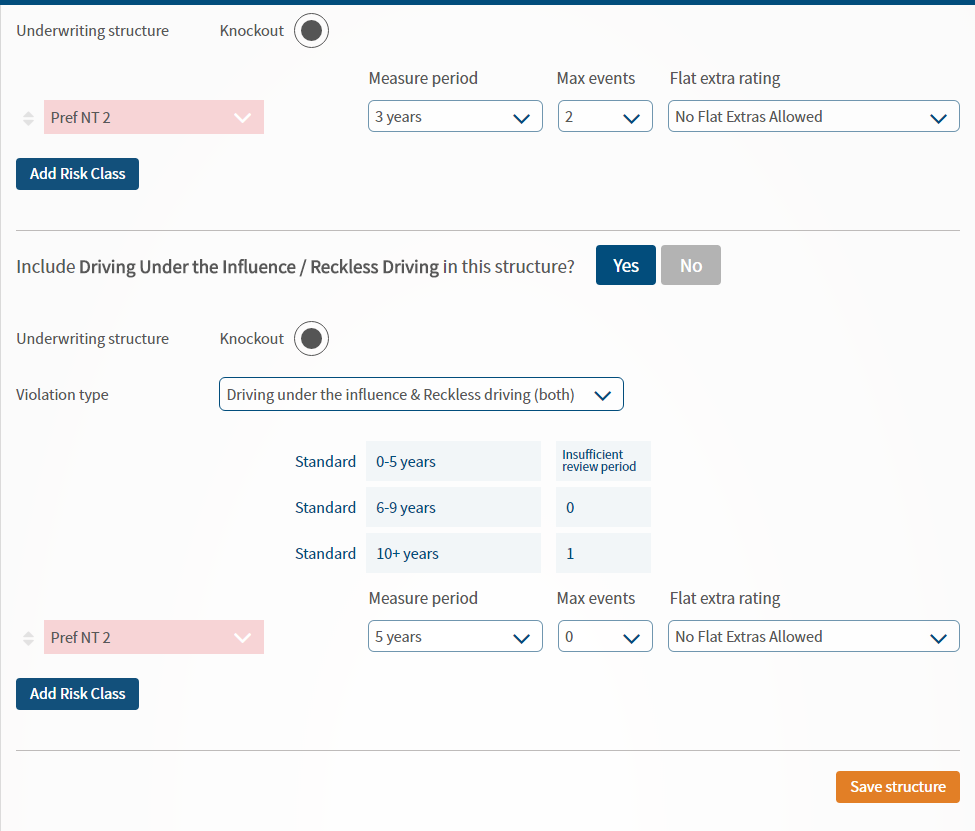 Underwriting structure Knockout
Measure period Max events Flat extra rating
Pref NT 2 3 years 2 No Flat Extras Allowed
Add Risk Class
Include Driving Under the Influence / Reckless Driving in this structure? Yes No
Underwriting structure Knockout
Violation type Driving under the influence & Reckless driving (both)
Standard 0-5 years Insufficient
review period
Standard 6-9 years 0
Standard 10+ years 1
Measure period Max events Flat extra rating
Pref NT 2 5 years 0 No Flat Extras Allowed
Add Risk Class
Save structure